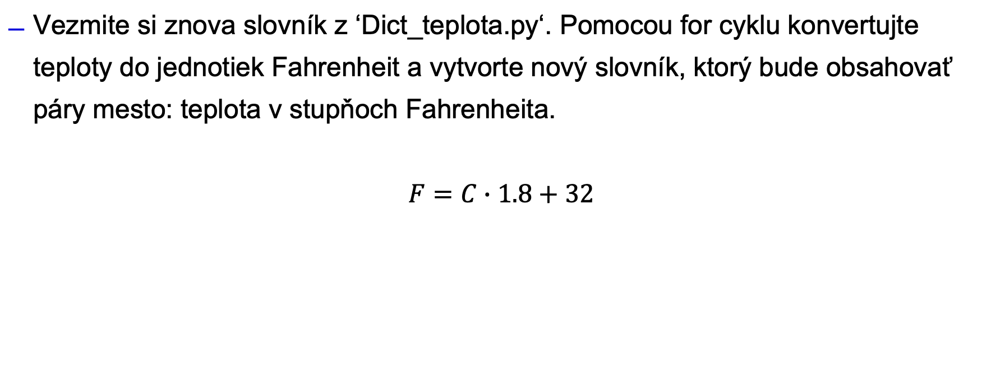 – Vezmite si znova slovník z ‘Dict_teplota.py‘. Pomocou for cyklu konvertujte
teploty do jednotiek Fahrenheit a vytvorte nový slovník, ktorý bude obsahovať
páry mesto: teplota v stupňoch Fahrenheita.
F = C · 1.8 + 32